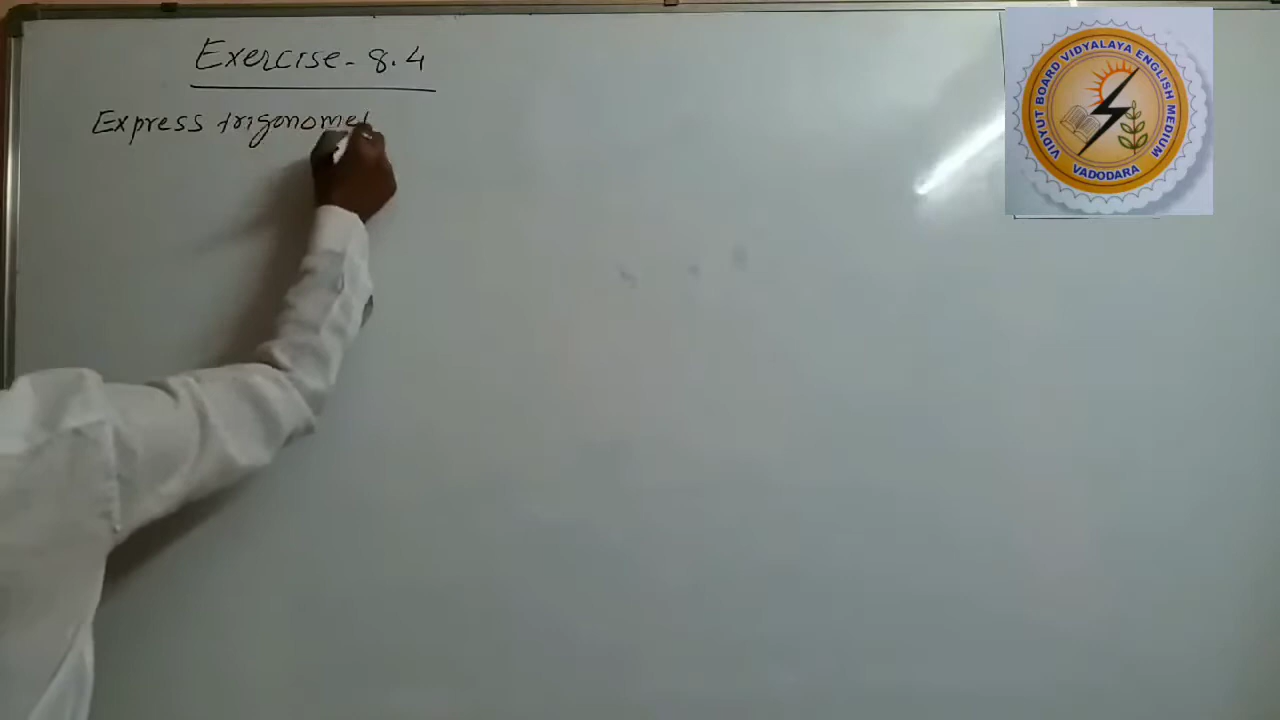 Exercise - 8.4
Express trigonomet
VIDYUT BOARD VIDYALAYA ENGLISH MEDIUM
VADODARA